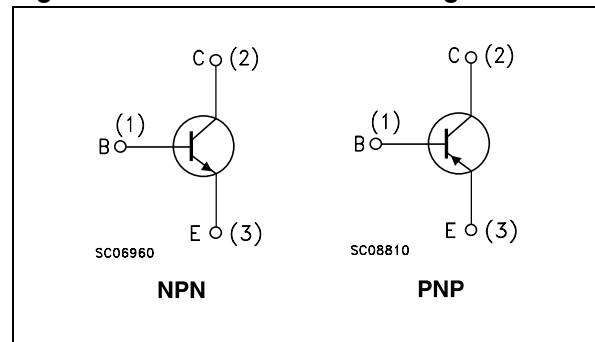 C (2)
(1)
B
E (3)
SC06960
NPN
C (2)
(1)
B
E (3)
SC08810
PNP